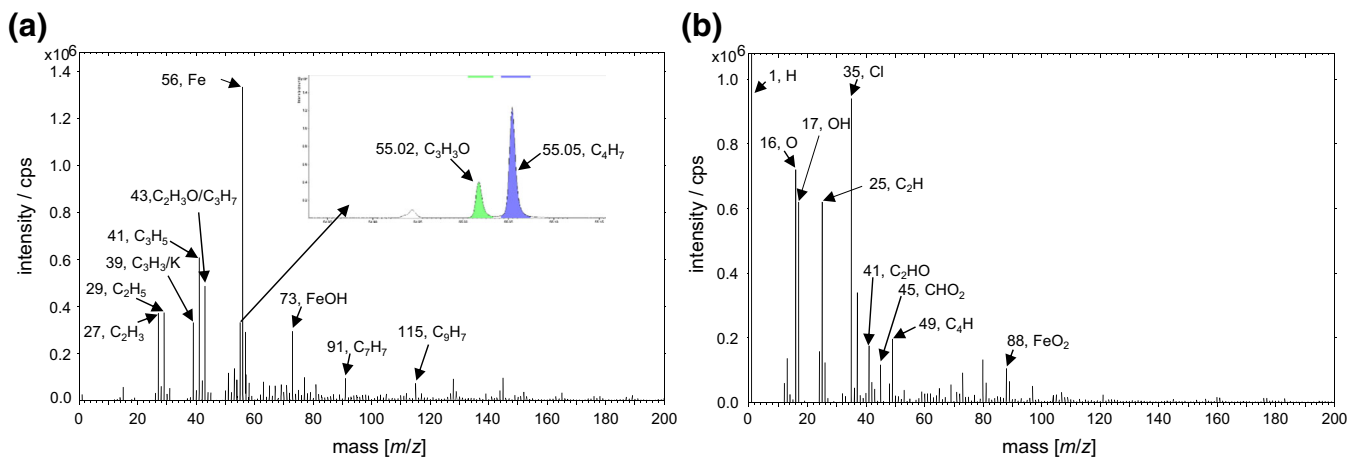 (a)
x10⁶
1.4
1.2
1.0
0.8
0.6
0.4
0.2
0.0
intensity / cps
56, Fe
43,C₂H₃O/C₃H₇
41, C₃H₅
39, C₃H₃/K
29, C₂H₅
27, C₂H₃
55.02, C₃H₃O
55.05, C₄H₇
73, FeOH
91, C₇H₇
115, C₉H₇
0 20 40 60 80 100 120 140 160 180 200
mass [m/z]
(b)
x10⁶
1.0
0.8
0.6
0.4
0.2
0.0
intensity / cps
1, H
35, Cl
17, OH
16, O
25, C₂H
41, C₂HO
45, CHO₂
49, C₄H
88, FeO₂
0 20 40 60 80 100 120 140 160 180 200
mass [m/z]